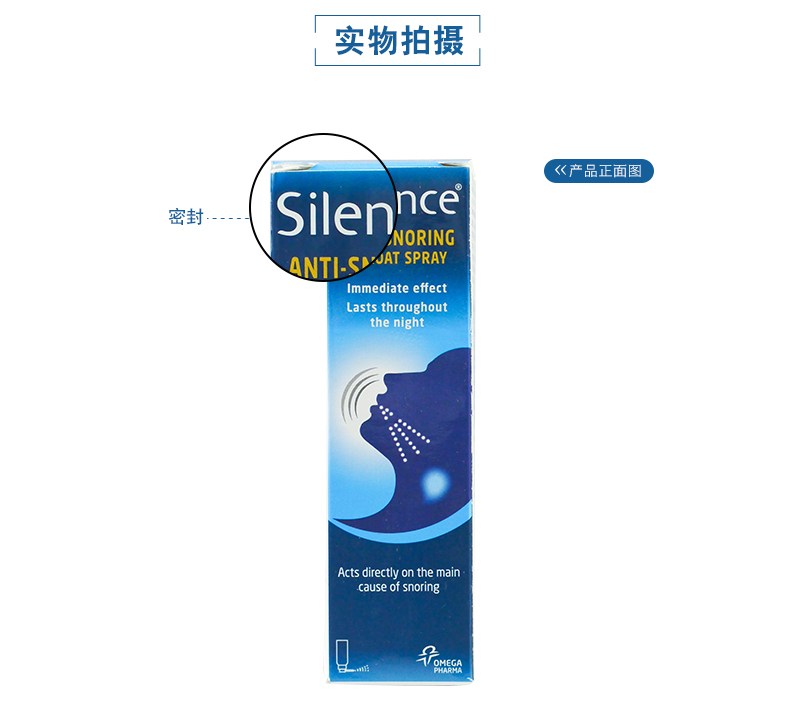 实物拍摄
《产品正面图
密封
Silen
nce®
NORING
ANTI-SN
OAT SPRAY
Immediate effect
Lasts throughout
the night
Acts directly on the main
cause of snoring
OMEGA
PHARMA